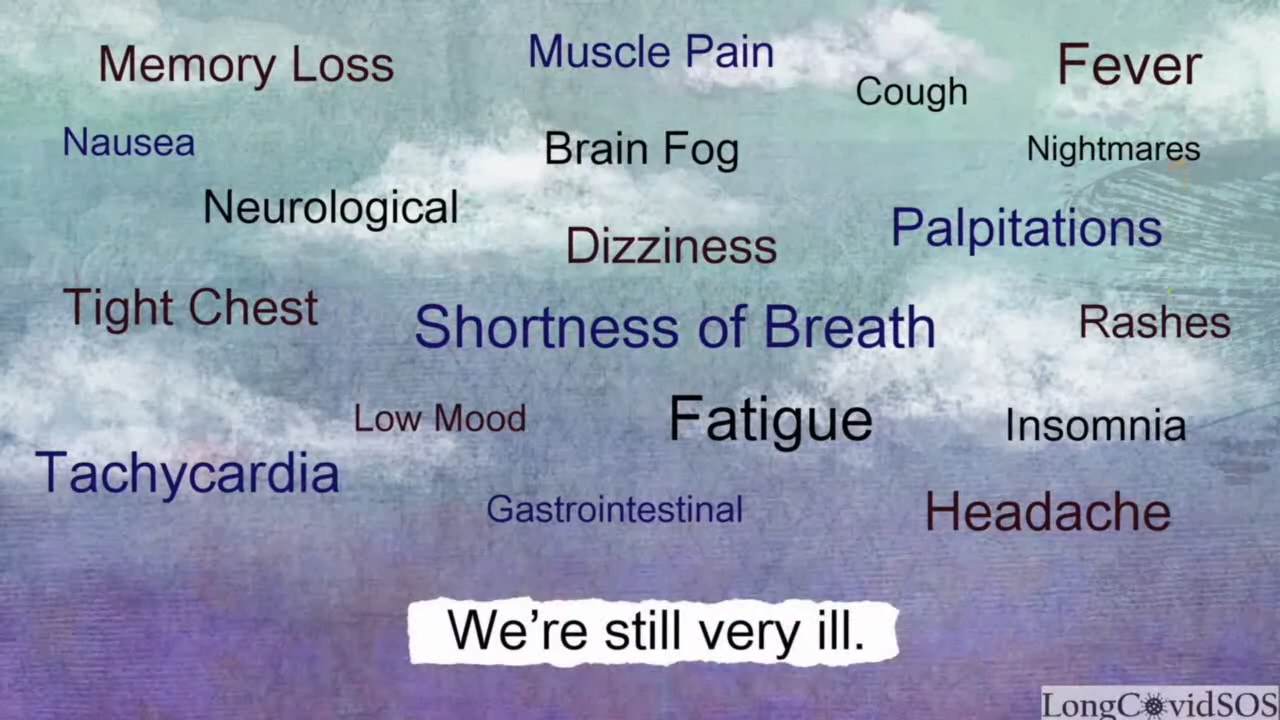 Memory Loss
Muscle Pain
Fever
Cough
Nausea
Brain Fog
Nightmares
Neurological
Dizziness
Palpitations
Tight Chest
Shortness of Breath
Rashes
Low Mood
Fatigue
Insomnia
Tachycardia
Gastrointestinal
Headache
We’re still very ill.
LongCovidSOS